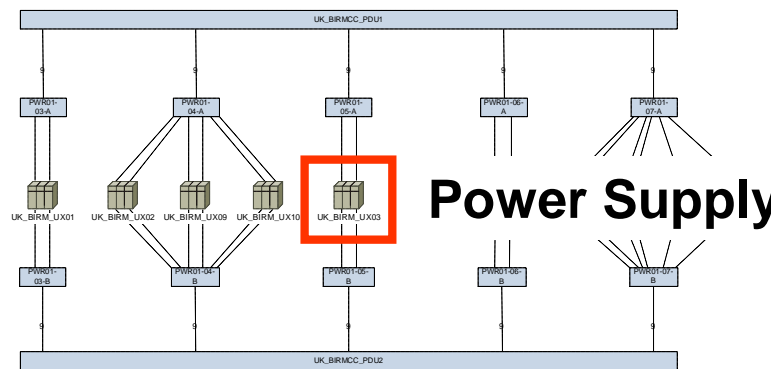 UK_BIRMCC_PDU1
9 9 9 9 9
PWR01-
03-A
PWR01-
04-A
PWR01-
05-A
PWR01-06-
A
PWR01-
07-A
UK_BIRM_UX01
UK_BIRM_UX02
UK_BIRM_UX09
UK_BIRM_UX10
UK_BIRM_UX03
Power Supply
PWR01-
03-B
PWR01-04-
B
PWR01-05-
B
PWR01-06-
B
PWR01-07-
B
9 9 9 9 9
UK_BIRMCC_PDU2